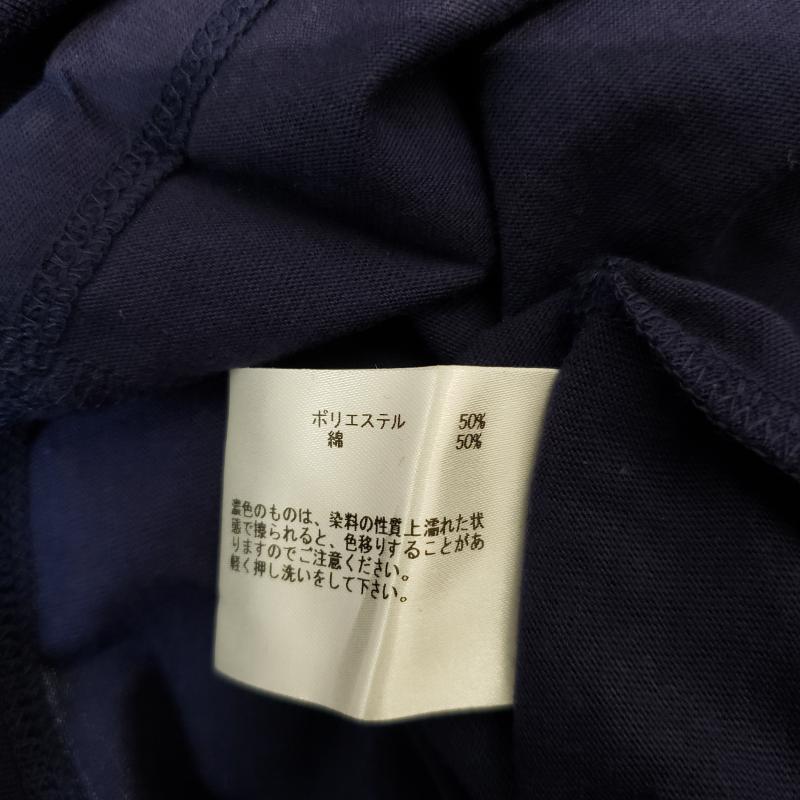 ポリエステル 50%
綿 50%
濃色のものは、染料の性質上濡れた状
態で擦られると、色移りすることがあ
りますのでご注意ください。
軽く押し洗いをして下さい。